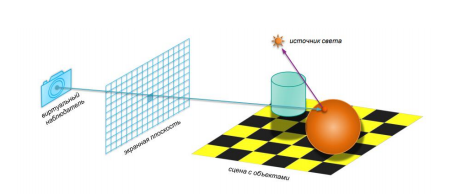 источник света
виртуальный
наблюдатель
экранная плоскость
сцена с объектами